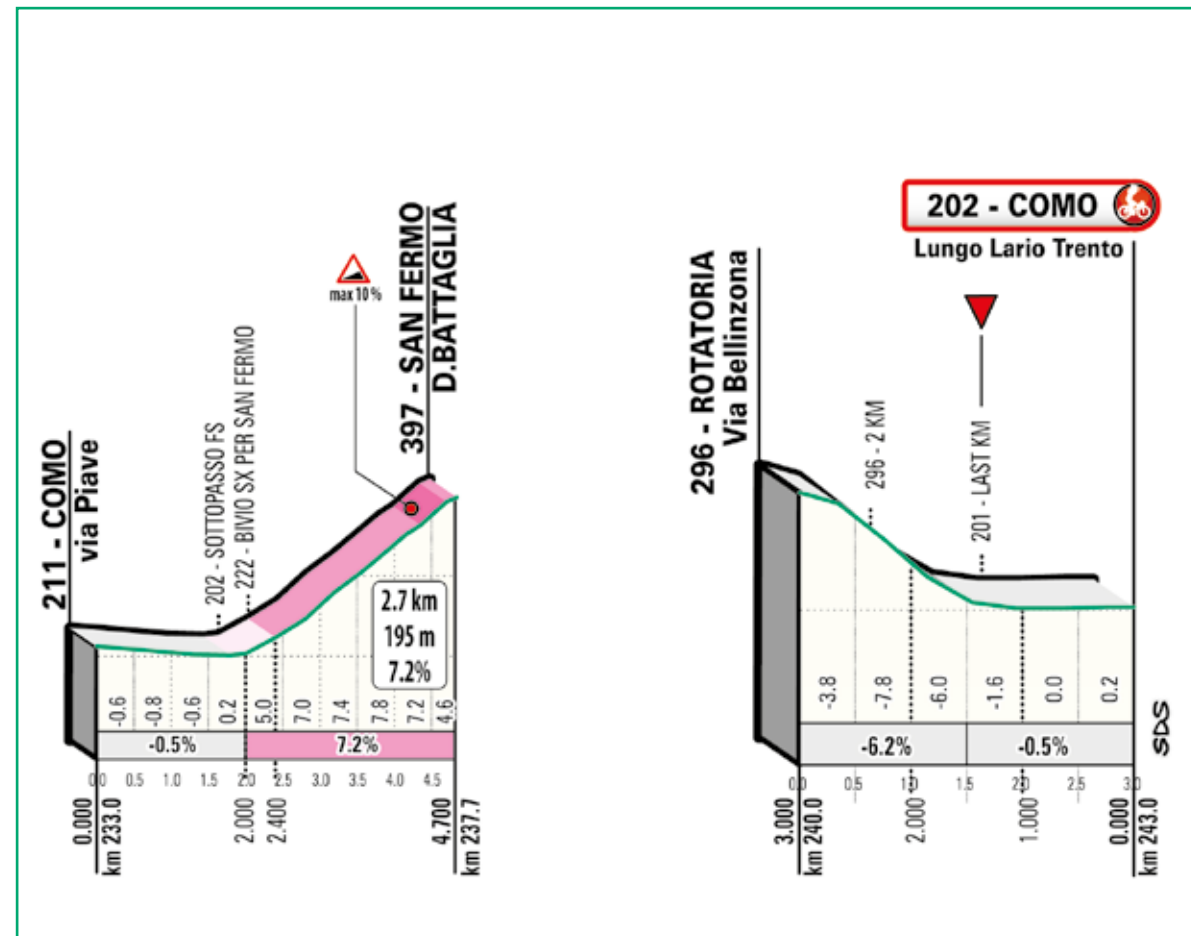 211 - COMO
via Piave
202 - SOTTOPASSO FS
222 - BIVIO SX PER SAN FERMO
max 10 %
397 - SAN FERMO
D.BATTAGLIA
2.7 km
195 m
7.2%
-0.6 -0.8 -0.6 0.2 5.0 7.0 7.4 7.8 7.2 4.6
-0.5% 7.2%
0.0 0.5 1.0 1.5 2.0 2.5 3.0 3.5 4.0 4.5
0.000 2.000 2.400 4.700
km 233.0 km 237.7
202 - COMO
Lungo Lario Trento
296 - ROTATORIA
Via Bellinzona
296 - 2 KM
201 - LAST KM
-3.8 -7.8 -6.0 -1.6 0.0 0.2
-6.2% -0.5%
0.0 0.5 1.0 1.5 2.0 2.5 3.0
3.000 2.000 1.000 0.000
km 240.0 km 243.0
SDS